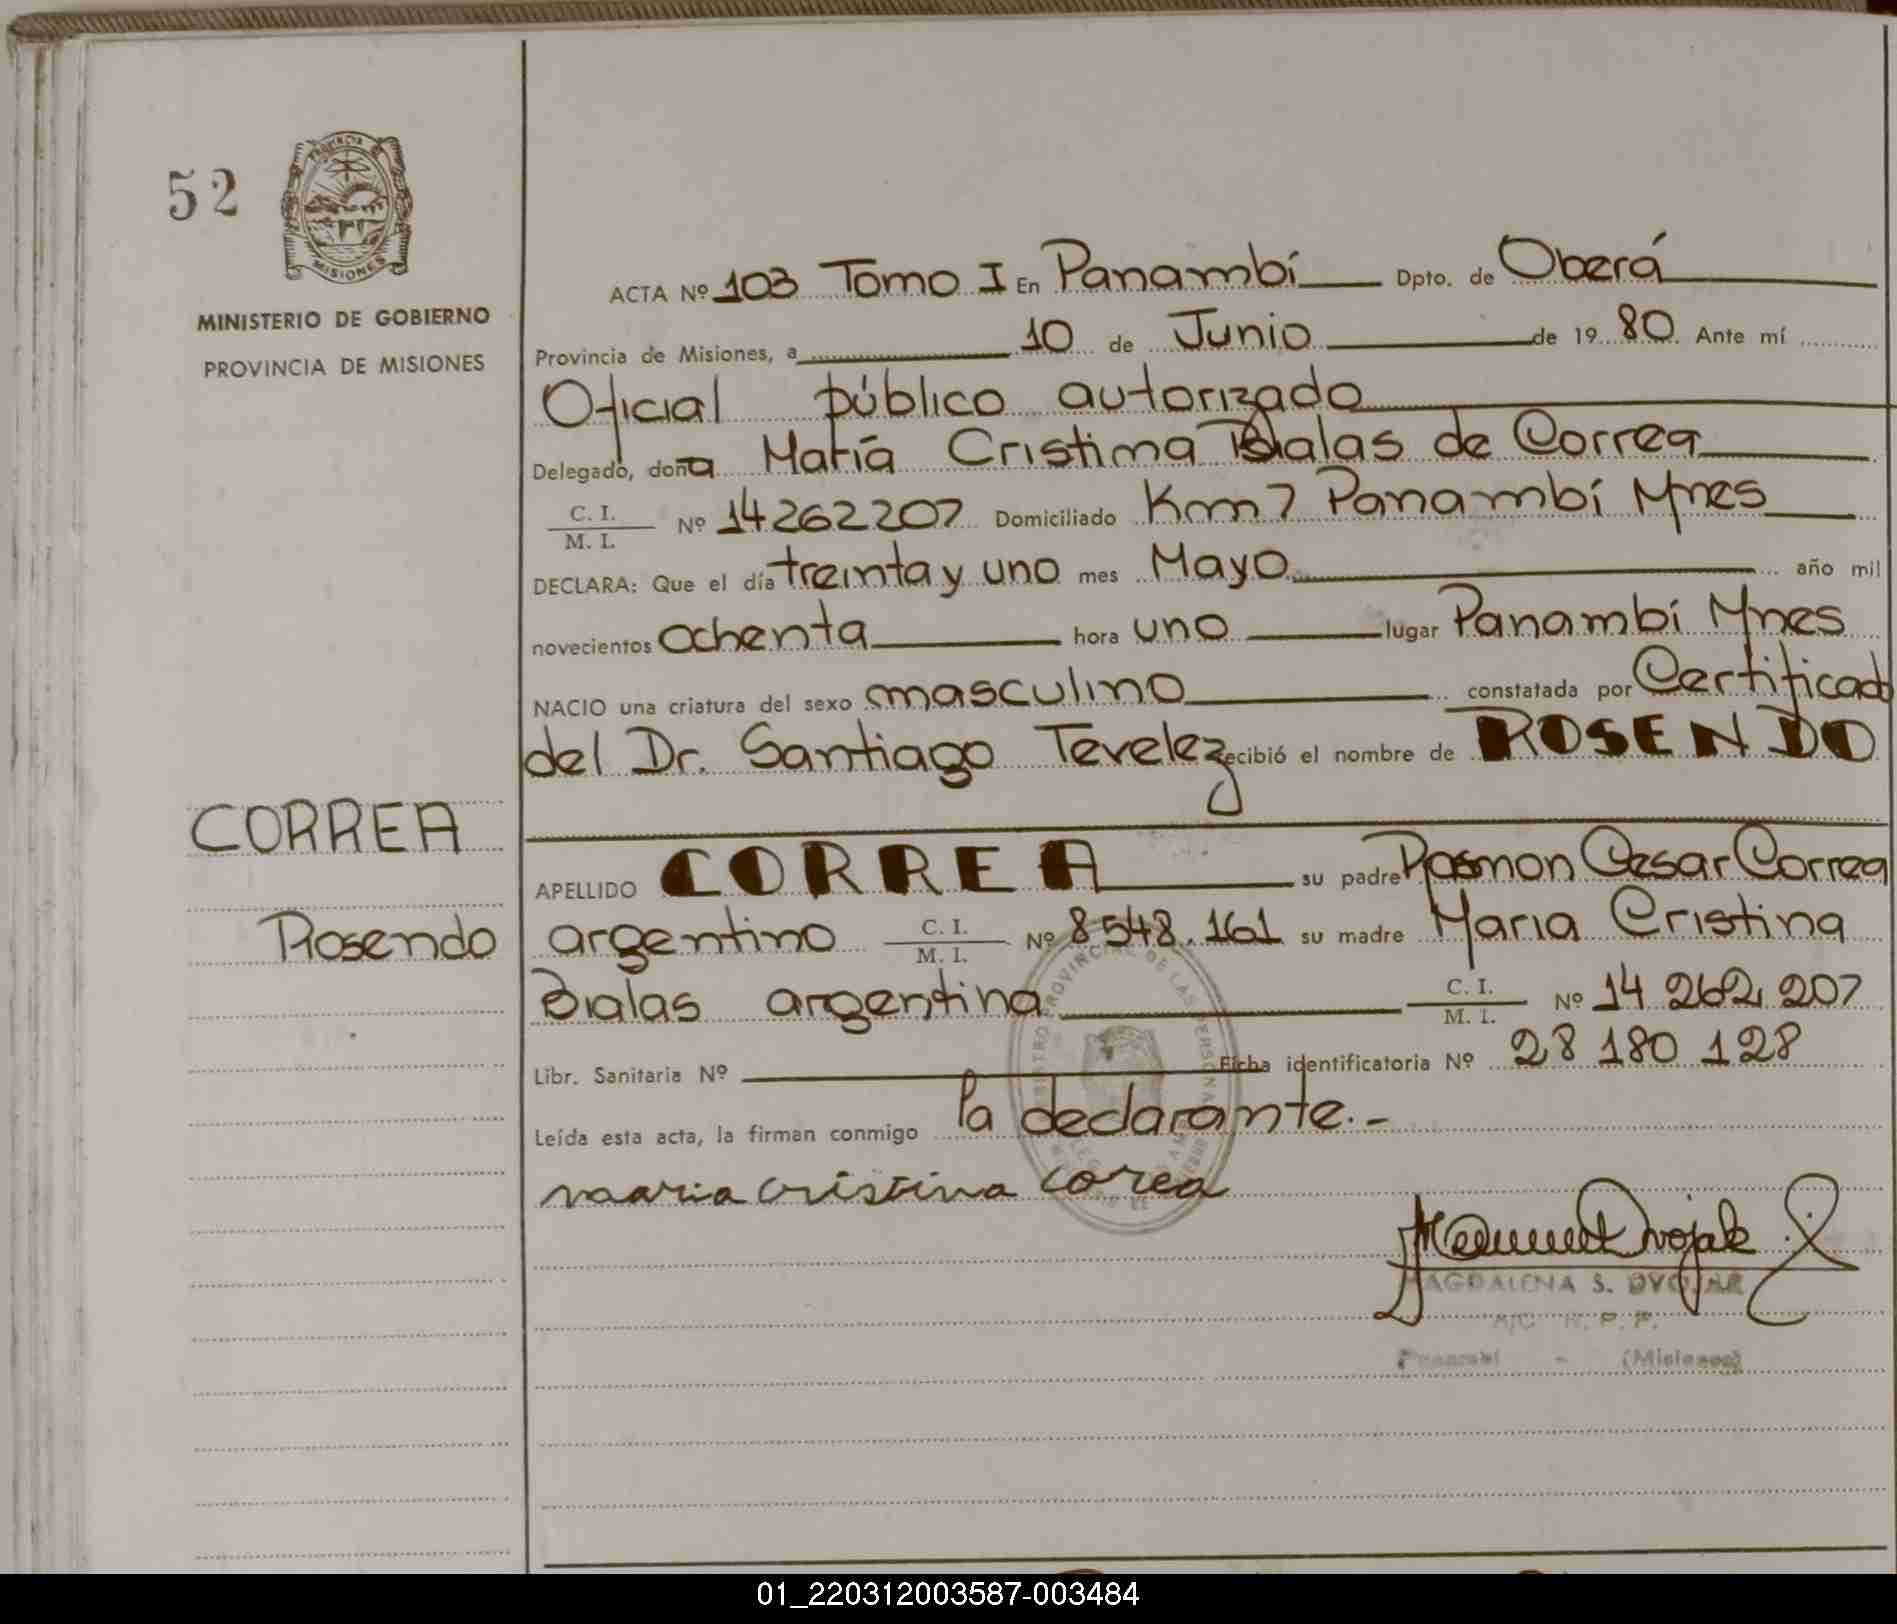 52
PROVINCIA DE
MISIONES
MINISTERIO DE GOBIERNO
PROVINCIA DE MISIONES
ACTA Nº 103 Tomo I En Panambí Dpto. de Oberá
Provincia de Misiones, a 10 de Junio de 19 80. Ante mí
Oficial público autorizado
Delegado, doña María Cristina Bialas de Correa
C. I.
M. I. Nº 14262207 Domiciliado Km 7 Panambí Mnes
DECLARA: Que el día treinta y uno mes Mayo año mil
novecientos ochenta hora uno lugar Panambí Mnes
NACIO una criatura del sexo masculino constatada por Certificado
del Dr. Santiago Tevelez recibió el nombre de ROSENDO
CORREA
APELLIDO CORREA su padre Ramon Cesar Correa
Rosendo
argentino C. I.
M. I. Nº 8548.161 su madre Maria Cristina
Bialas argentina C. I.
M. I. Nº 14 262 207
Libr. Sanitaria Nº Ficha identificatoria Nº 28 180 128
Leída esta acta, la firman conmigo la declarante.-
maria cristina corea
MAGDALENA S. DVOJAK
Panambí - (Misiones)
01_220312003587-003484